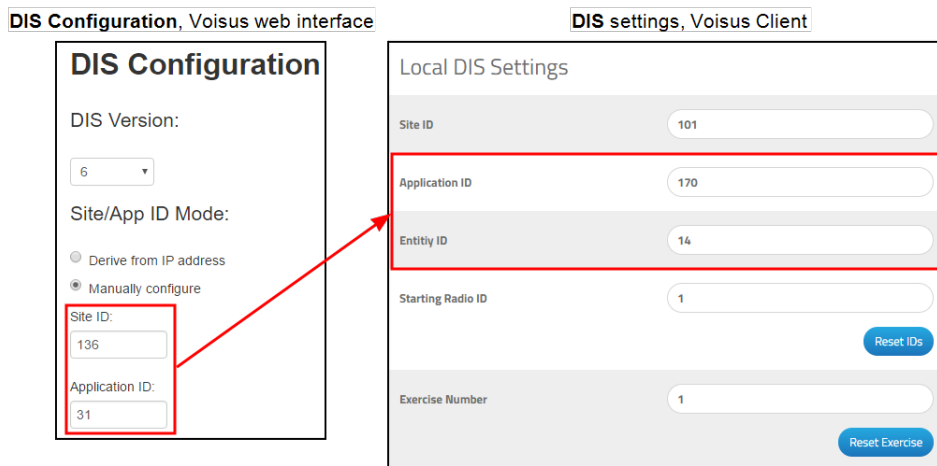 DIS Configuration, Voisus web interface
DIS Configuration
DIS Version:
6
Site/App ID Mode:
Derive from IP address
Manually configure
Site ID:
136
Application ID:
31
DIS settings, Voisus Client
Local DIS Settings
Site ID 101
Application ID 170
Entitiy ID 14
Starting Radio ID 1
Reset IDs
Exercise Number 1
Reset Exercise